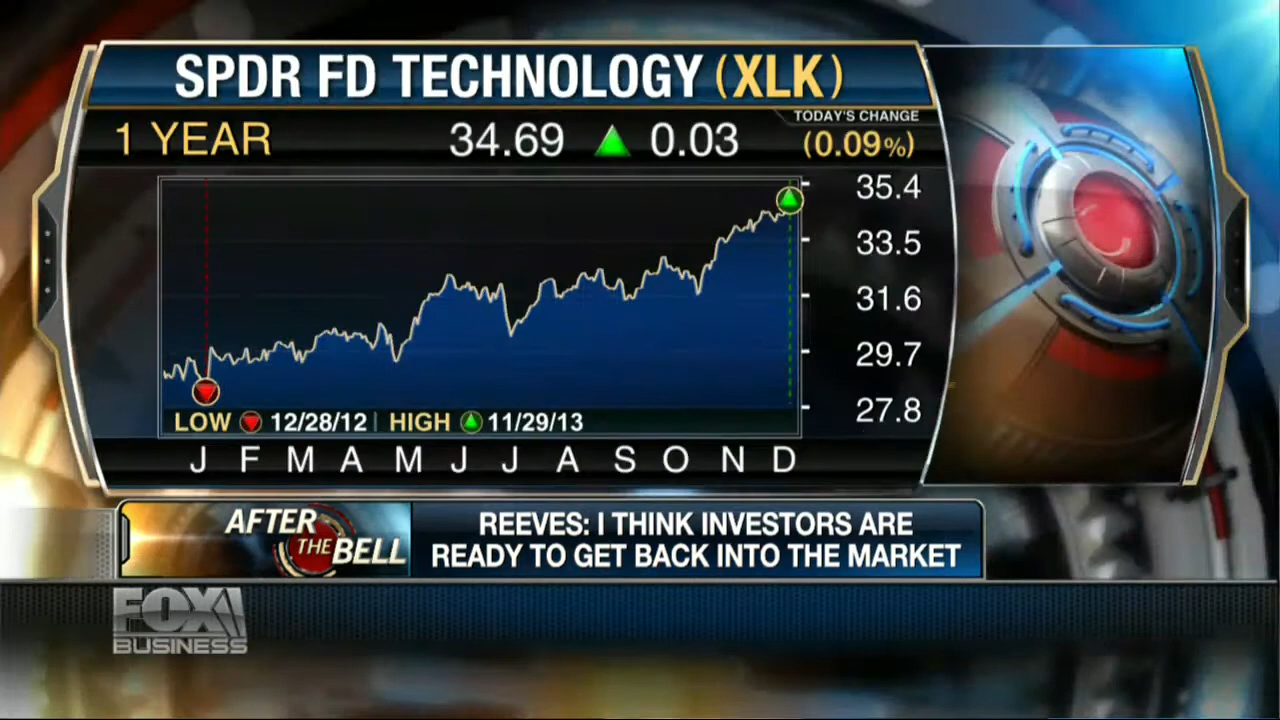 SPDR FD TECHNOLOGY (XLK)
TODAY'S CHANGE
1 YEAR 34.69 0.03 (0.09%)
35.4
33.5
31.6
29.7
27.8
LOW 12/28/12 | HIGH 11/29/13
J F M A M J J A S O N D
AFTER THE BELL
REEVES: I THINK INVESTORS ARE
READY TO GET BACK INTO THE MARKET
FOX
BUSINESS